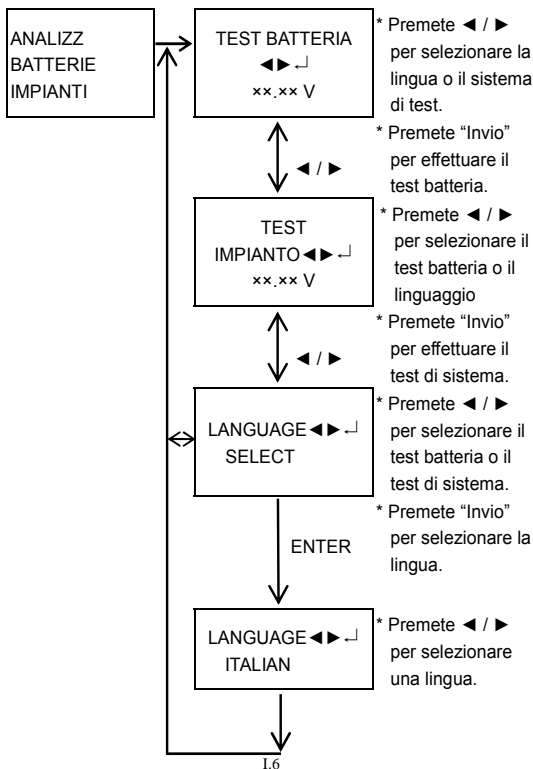 ANALIZZ
BATTERIE
IMPIANTI
TEST BATTERIA
◄►↵
××.×× V
* Premete ◄ / ►
per selezionare la
lingua o il sistema
di test.
* Premete “Invio”
per effettuare il
test batteria.
◄ / ►
TEST
IMPIANTO◄►↵
××.×× V
* Premete ◄ / ►
per selezionare il
test batteria o il
linguaggio
* Premete “Invio”
per effettuare il
test di sistema.
◄ / ►
LANGUAGE◄►↵
SELECT
* Premete ◄ / ►
per selezionare il
test batteria o il
test di sistema.
* Premete “Invio”
per selezionare la
lingua.
ENTER
LANGUAGE◄►↵
ITALIAN
* Premete ◄ / ►
per selezionare
una lingua.
I.6